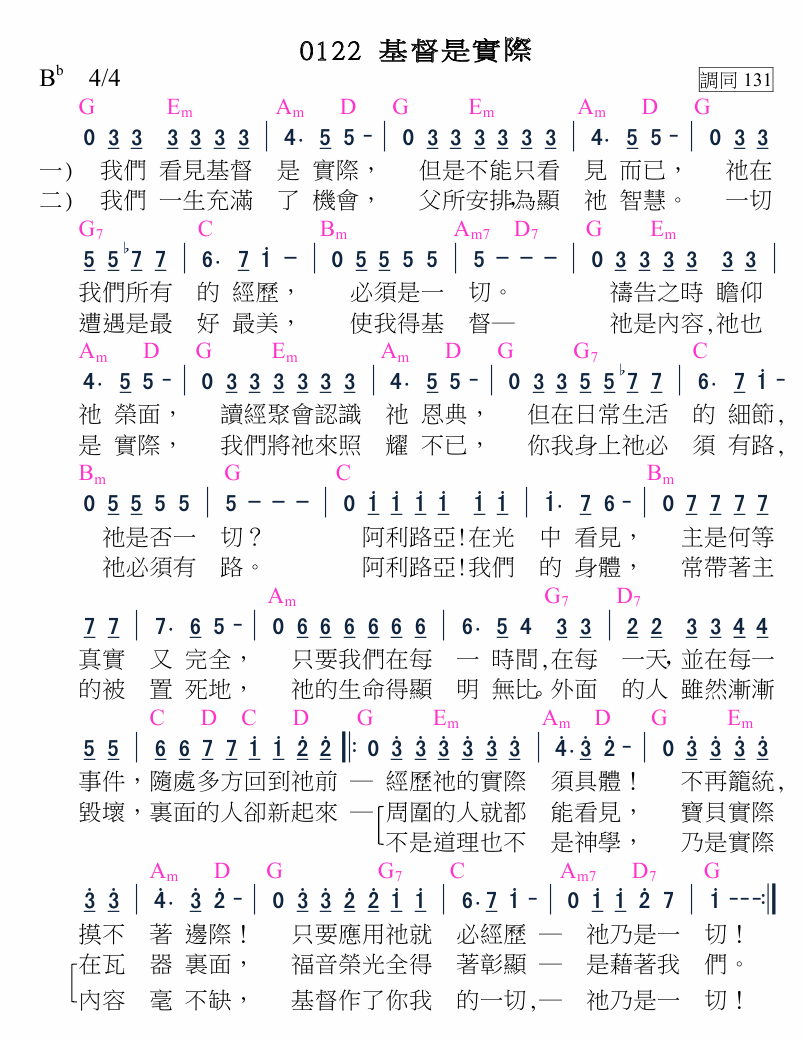 0122 基督是實際
B♭ 4/4 調同 131
G Em Am D G Em Am D G
0 3 3 3 3 3 3 | 4. 5 5 - | 0 3 3 3 3 3 3 | 4. 5 5 - | 0 3 3
一) 我們 看見基督 是 實際， 但是不能只看 見 而已， 祂在
二) 我們 一生充滿 了 機會， 父所安排,為顯 祂 智慧。 一切
G7 C Bm Am7 D7 G Em
5 5 ♭7 7 | 6. 7 i - | 0 5 5 5 5 | 5 - - - | 0 3 3 3 3 3 3 |
我們所有 的 經歷， 必須是一 切。 禱告之時 瞻仰
遭遇是最 好 最美， 使我得基 督— 祂是內容,祂也
Am D G Em Am D G G7 C
4. 5 5 - | 0 3 3 3 3 3 3 | 4. 5 5 - | 0 3 3 5 5 ♭7 7 | 6. 7 i -
祂 榮面， 讀經聚會認識 祂 恩典， 但在日常生活 的 細節,
是 實際， 我們將祂來照 耀 不已， 你我身上祂必 須 有路,
Bm G C Bm
0 5 5 5 5 | 5 - - - | 0 i i i i i i | i. 7 6 - | 0 7 7 7 7
祂是否一 切？ 阿利路亞!在光 中 看見， 主是何等
祂必須有 路。 阿利路亞!我們 的 身體， 常帶著主
Am G7 D7
7 7 | 7. 6 5 - | 0 6 6 6 6 6 6 | 6. 5 4 3 3 | 2 2 3 3 4 4
真實 又 完全， 只要我們在每 一 時間,在每 一天,並在每一
的被 置 死地， 祂的生命得顯 明 無比。外面 的人 雖然漸漸
C D C D G Em Am D G Em
5 5 | 6 6 7 7 i i 2̇ 2̇ ‖: 0 3̇ 3̇ 3̇ 3̇ 3̇ 3̇ | 4̇. 3̇ 2̇ - | 0 3̇ 3̇ 3̇ 3̇
事件，隨處多方回到祂前 — 經歷祂的實際 須具體！ 不再籠統,
毀壞，裏面的人卻新起來 — 周圍的人就都 能看見， 寶貝實際
不是道理也不 是神學， 乃是實際
Am D G G7 C Am7 D7 G
3̇ 3̇ | 4̇. 3̇ 2̇ - | 0 3̇ 3̇ 2̇ 2̇ i i | 6. 7 i - | 0 i i 2̇ 7 | i - - - :‖
摸不 著 邊際！ 只要應用祂就 必經歷 — 祂乃是一 切！
在瓦 器 裏面， 福音榮光全得 著彰顯 — 是藉著我 們。
內容 毫 不缺， 基督作了你我 的一切,— 祂乃是一 切！